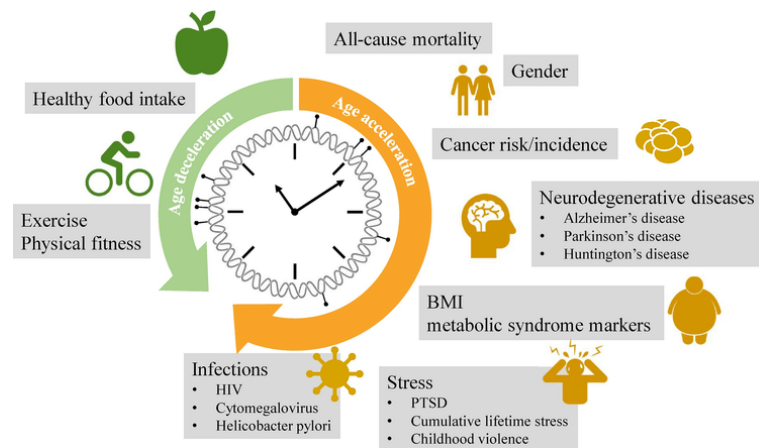 All-cause mortality
Gender
Healthy food intake
Age deceleration
Age acceleration
Cancer risk/incidence
Exercise
Physical fitness
Neurodegenerative diseases
• Alzheimer's disease
• Parkinson's disease
• Huntington's disease
BMI
metabolic syndrome markers
Infections
• HIV
• Cytomegalovirus
• Helicobacter pylori
Stress
• PTSD
• Cumulative lifetime stress
• Childhood violence